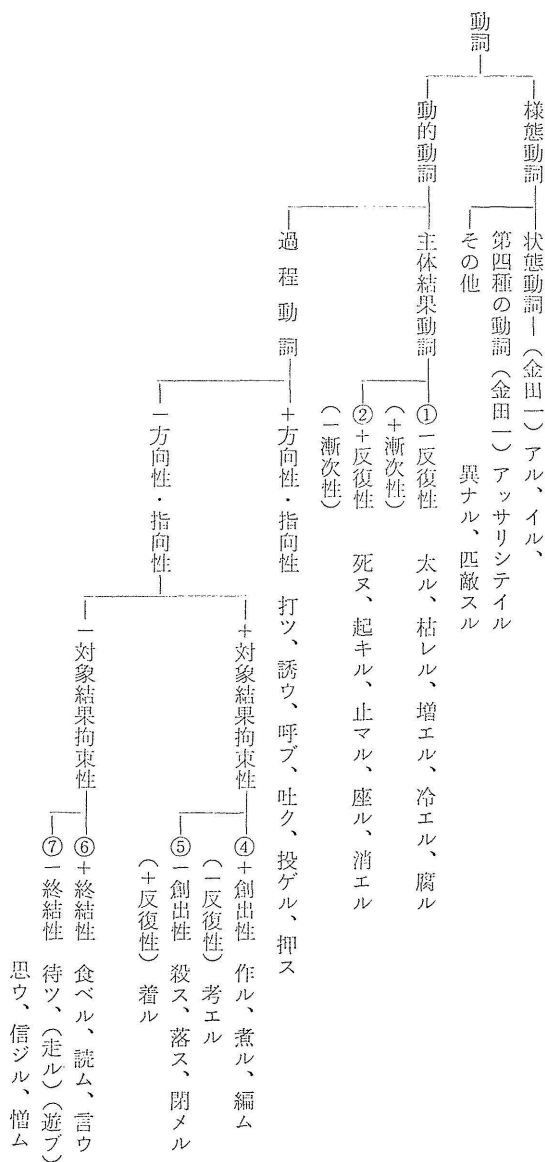 動詞
様態動詞
状態動詞—(金田一)アル、イル、
第四種の動詞(金田一)アッサリシテイル
その他　異ナル、匹敵スル
動的動詞
主体結果動詞
①－反復性　太ル、枯レル、増エル、冷エル、腐ル
(＋漸次性)
②＋反復性　死ヌ、起キル、止マル、座ル、消エル
(－漸次性)
過程動詞
＋方向性・指向性　打ツ、誘ウ、呼ブ、吐ク、投ゲル、押ス
－方向性・指向性
＋対象結果拘束性
④＋創出性　作ル、煮ル、編ム
(－反復性)考エル
⑤－創出性　殺ス、落ス、閉メル
(＋反復性)着ル
－対象結果拘束性
⑥＋終結性　食ベル、読ム、言ウ
⑦－終結性　待ツ、(走ル)(遊ブ)
思ウ、信ジル、憎ム